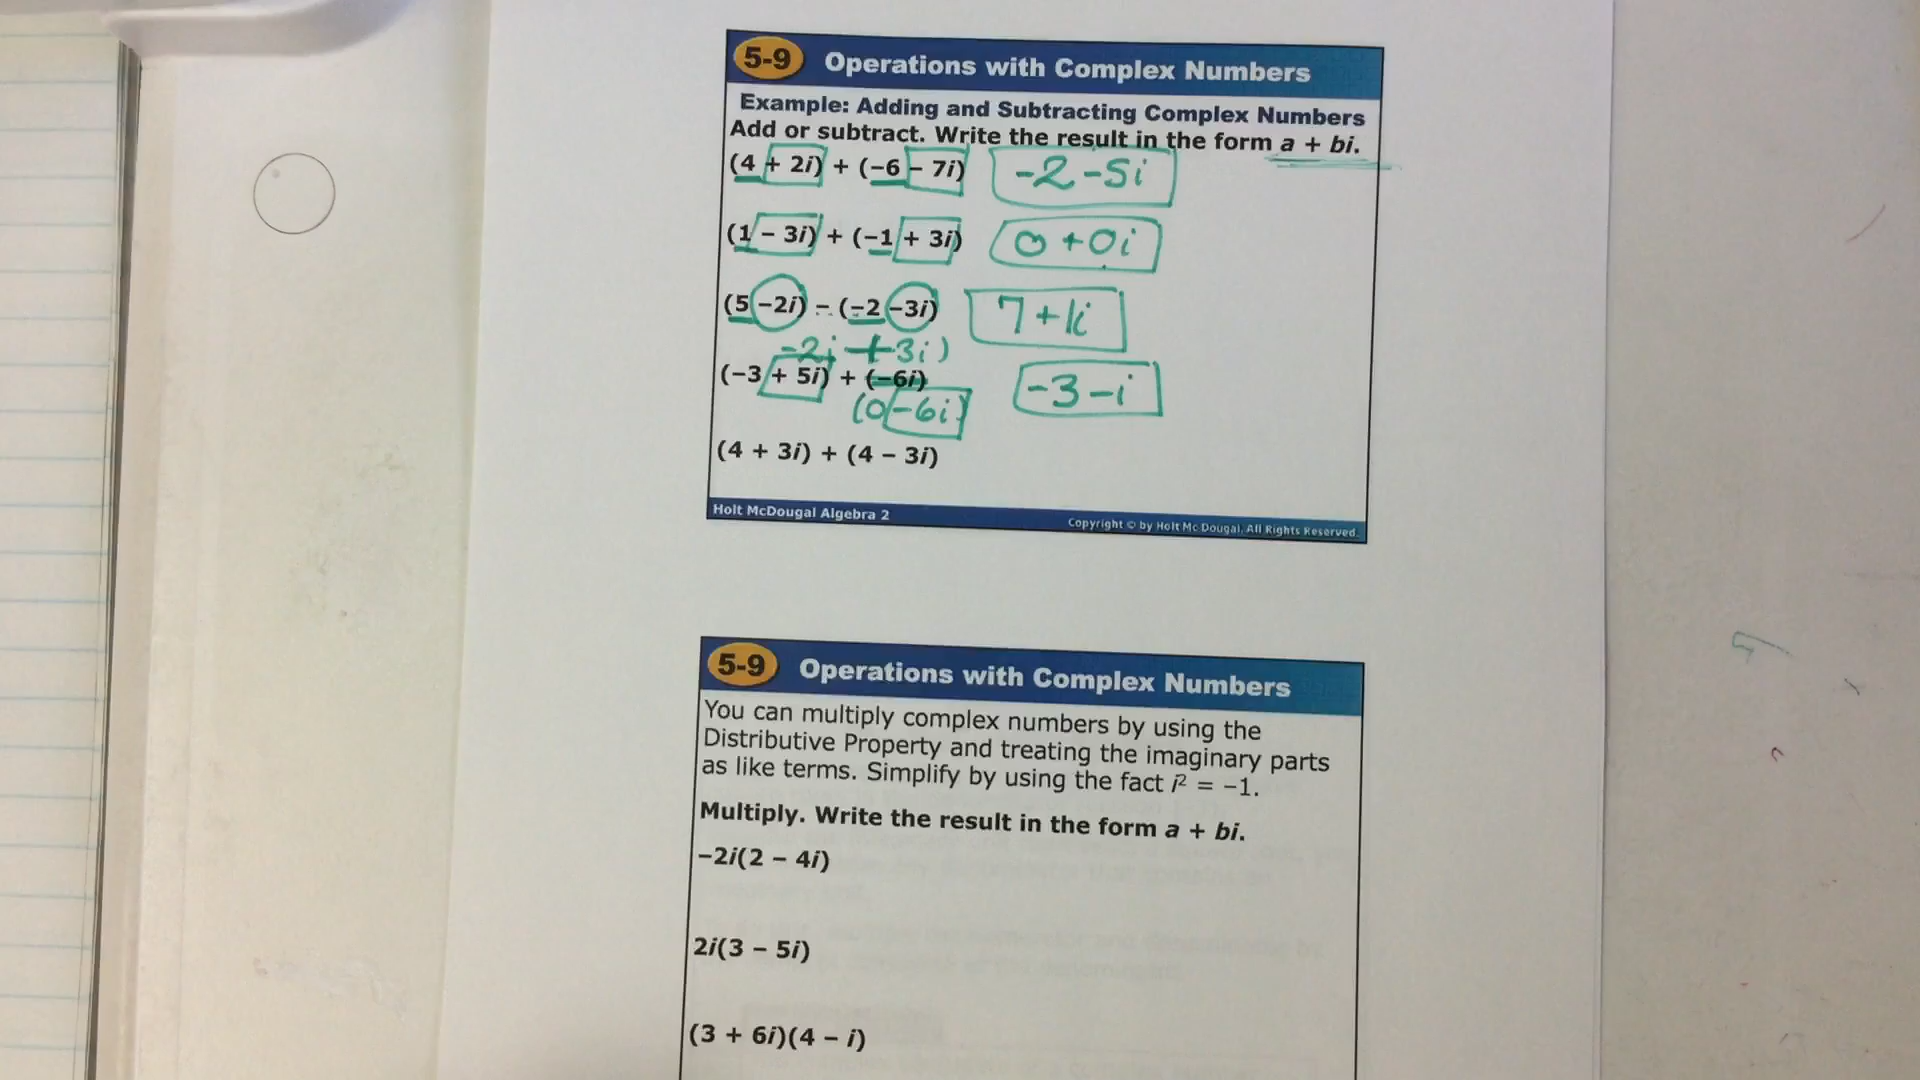 5-9 Operations with Complex Numbers
Example: Adding and Subtracting Complex Numbers
Add or subtract. Write the result in the form a + bi.
(4 + 2i) + (−6 − 7i) -2-5i
(1 − 3i) + (−1 + 3i) 0+0i
(5 −2i) − (−2 −3i) 7+1i
-2i +3i)
(−3 + 5i) + (−6i) -3-i
(0-6i)
(4 + 3i) + (4 − 3i)
Holt McDougal Algebra 2 Copyright © by Holt Mc Dougal. All Rights Reserved.
5-9 Operations with Complex Numbers
You can multiply complex numbers by using the
Distributive Property and treating the imaginary parts
as like terms. Simplify by using the fact i² = −1.
Multiply. Write the result in the form a + bi.
−2i(2 − 4i)
2i(3 − 5i)
(3 + 6i)(4 − i)